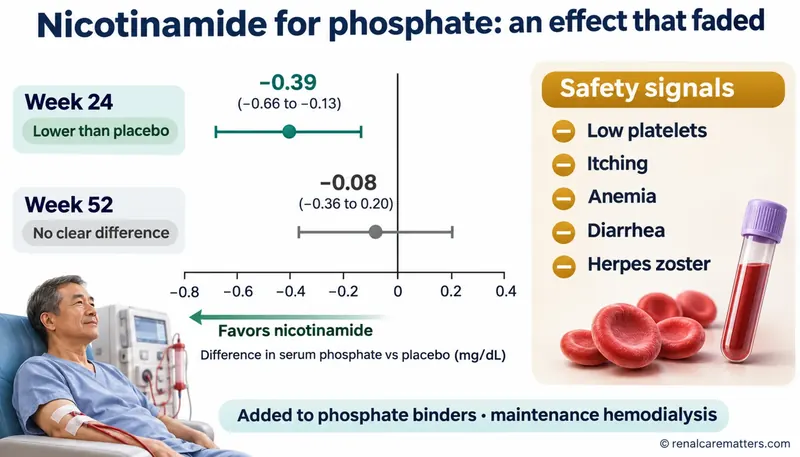 Nicotinamide for phosphate: an effect that faded
Week 24
Lower than placebo
−0.39
(−0.66 to −0.13)
Week 52
No clear difference
−0.08
(−0.36 to 0.20)
−0.8 −0.6 −0.4 −0.2 0 0.2 0.4
Favors nicotinamide
Difference in serum phosphate vs placebo (mg/dL)
Safety signals
Low platelets
Itching
Anemia
Diarrhea
Herpes zoster
Added to phosphate binders • maintenance hemodialysis
© renalcarematters.com